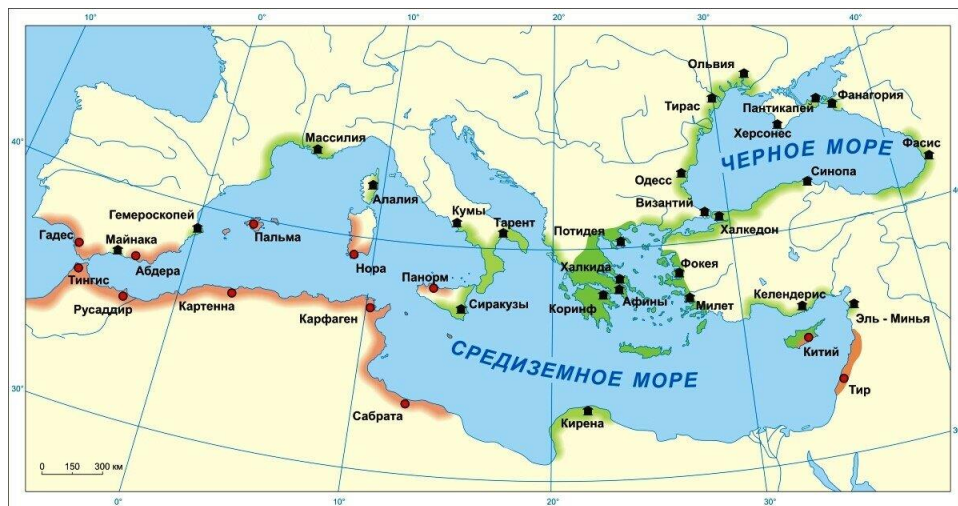 10°
0°
10°
20°
30°
40°
Ольвия
Тирас
Пантикапей
Фанагория
Херсонес
Фасис
ЧЕРНОЕ МОРЕ
40°
Массилия
Синопа
Одесс
Алалия
Византий
40°
Гемероскопей
Кумы
Тарент
Потидея
Халкедон
Гадес
Майнака
Пальма
Абдера
Нора
Фокея
Халкида
Тингис
Панорм
Русаддир
Картенна
Сиракузы
Афины
Милет
Келендерис
Коринф
Эль - Минья
Карфаген
СРЕДИЗЕМНОЕ МОРЕ
Китий
30°
Тир
Сабрата
Кирена
30°
0 150 300 км
0°
10°
20°
30°